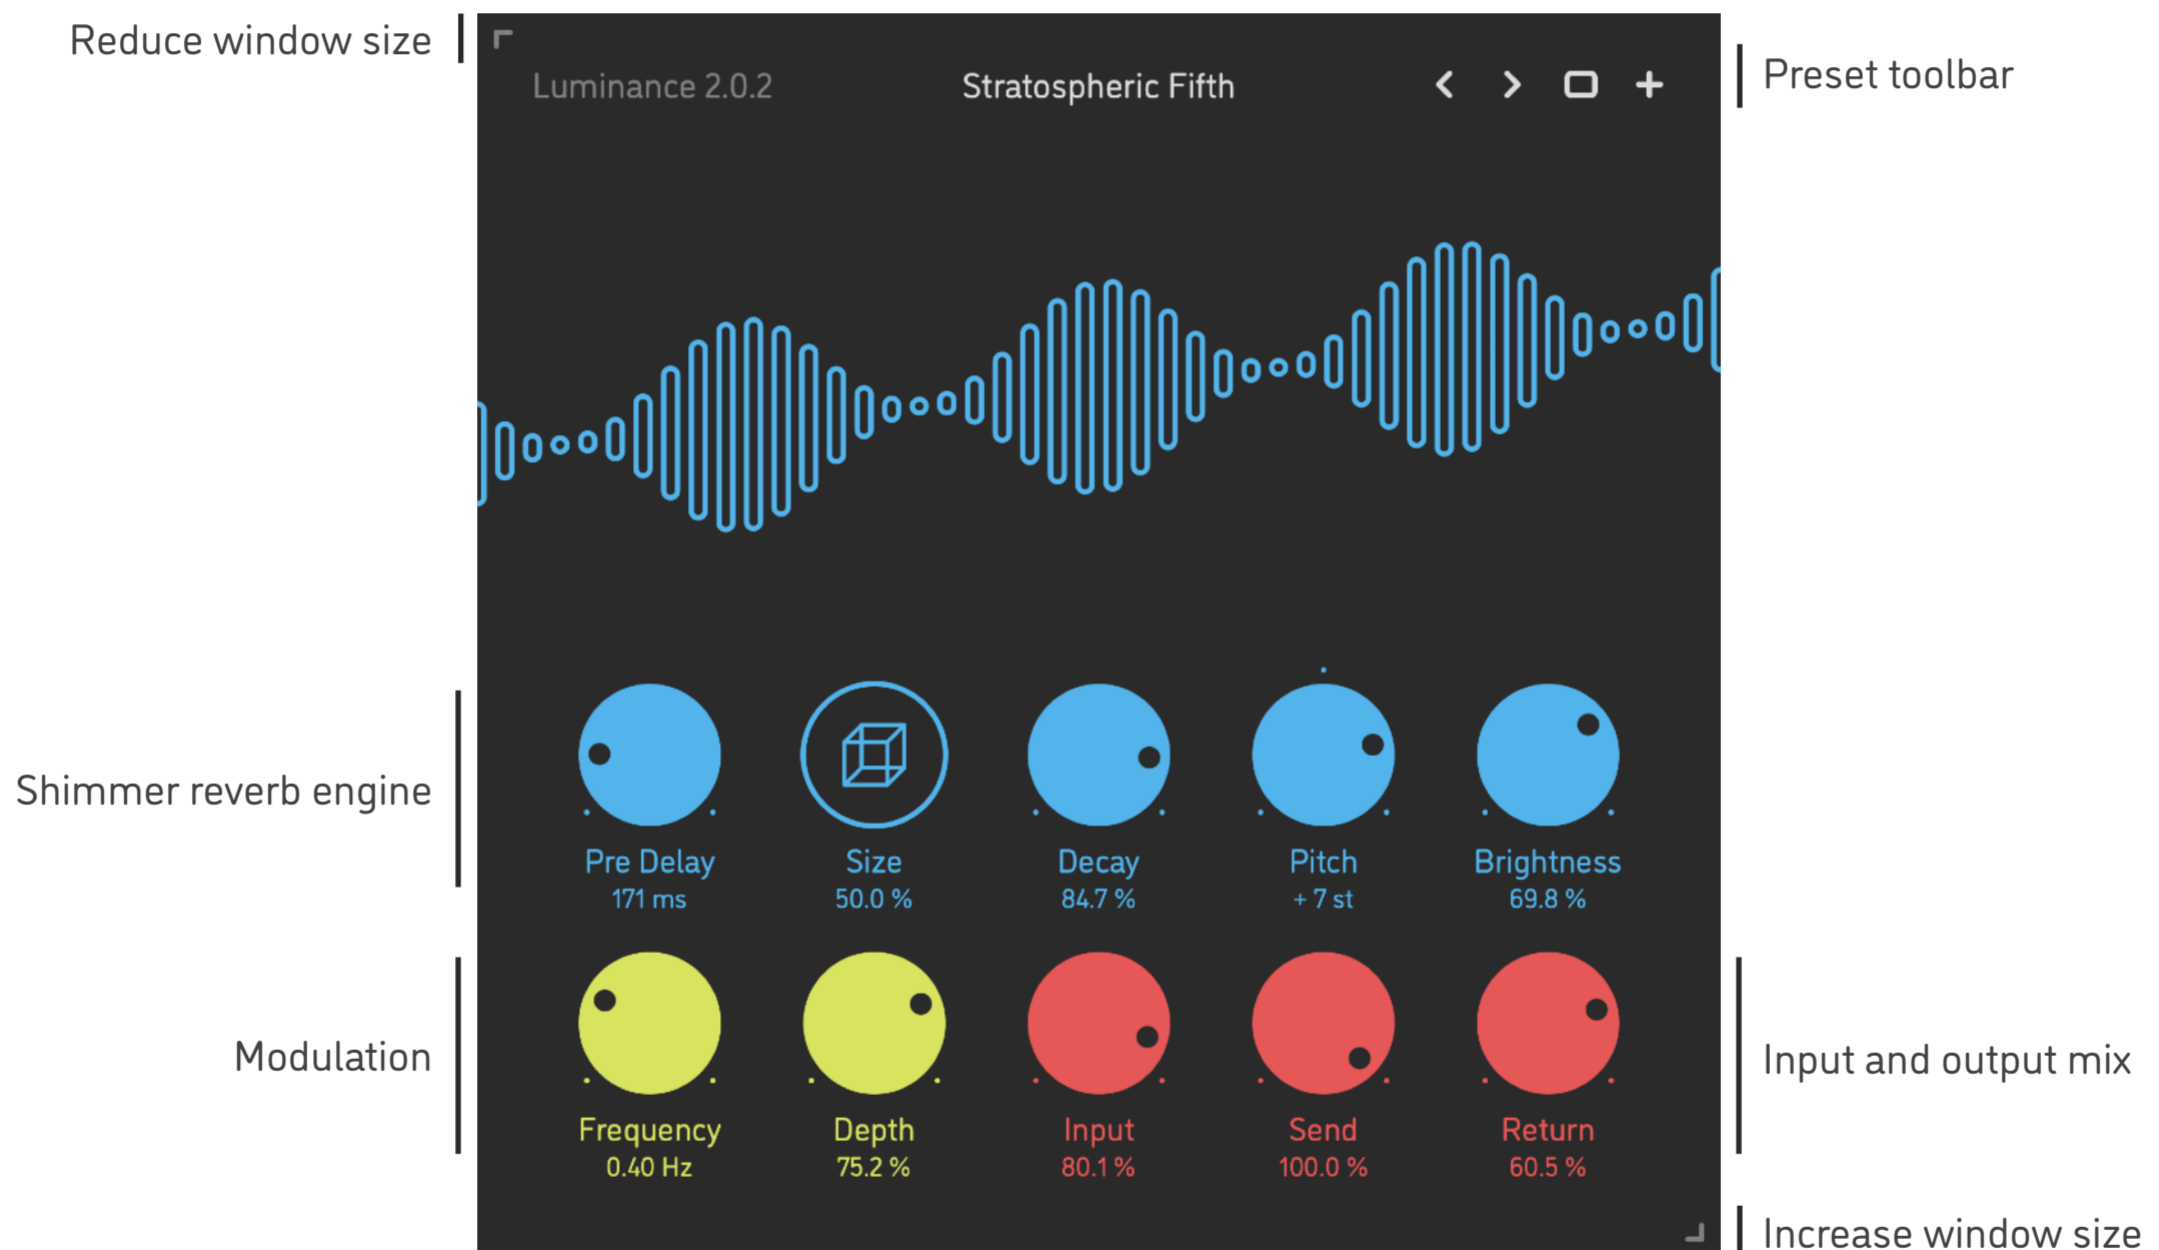 Reduce window size
Luminance 2.0.2
Stratospheric Fifth
Preset toolbar
Shimmer reverb engine
Pre Delay
171 ms
Size
50.0 %
Decay
84.7 %
Pitch
+ 7 st
Brightness
69.8 %
Modulation
Frequency
0.40 Hz
Depth
75.2 %
Input
80.1 %
Send
100.0 %
Return
60.5 %
Input and output mix
Increase window size